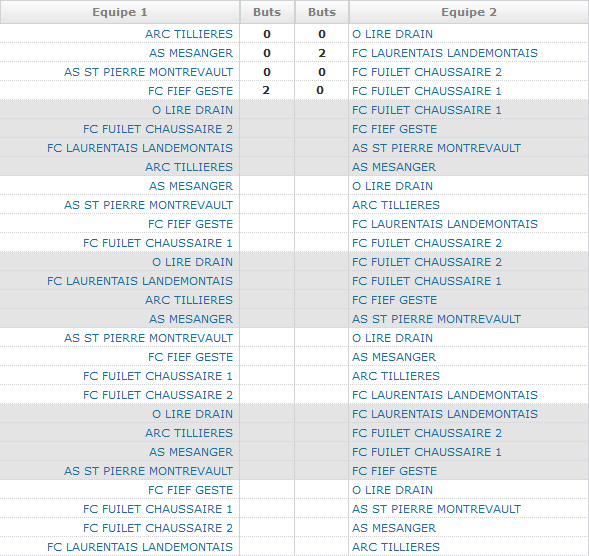 Equipe 1 Buts Buts Equipe 2
ARC TILLIERES 0 0 O LIRE DRAIN
AS MESANGER 0 2 FC LAURENTAIS LANDEMONTAIS
AS ST PIERRE MONTREVAULT 0 0 FC FUILET CHAUSSAIRE 2
FC FIEF GESTE 2 0 FC FUILET CHAUSSAIRE 1
O LIRE DRAIN FC FUILET CHAUSSAIRE 1
FC FUILET CHAUSSAIRE 2 FC FIEF GESTE
FC LAURENTAIS LANDEMONTAIS AS ST PIERRE MONTREVAULT
ARC TILLIERES AS MESANGER
AS MESANGER O LIRE DRAIN
AS ST PIERRE MONTREVAULT ARC TILLIERES
FC FIEF GESTE FC LAURENTAIS LANDEMONTAIS
FC FUILET CHAUSSAIRE 1 FC FUILET CHAUSSAIRE 2
O LIRE DRAIN FC FUILET CHAUSSAIRE 2
FC LAURENTAIS LANDEMONTAIS FC FUILET CHAUSSAIRE 1
ARC TILLIERES FC FIEF GESTE
AS MESANGER AS ST PIERRE MONTREVAULT
AS ST PIERRE MONTREVAULT O LIRE DRAIN
FC FIEF GESTE AS MESANGER
FC FUILET CHAUSSAIRE 1 ARC TILLIERES
FC FUILET CHAUSSAIRE 2 FC LAURENTAIS LANDEMONTAIS
O LIRE DRAIN FC LAURENTAIS LANDEMONTAIS
ARC TILLIERES FC FUILET CHAUSSAIRE 2
AS MESANGER FC FUILET CHAUSSAIRE 1
AS ST PIERRE MONTREVAULT FC FIEF GESTE
FC FIEF GESTE O LIRE DRAIN
FC FUILET CHAUSSAIRE 1 AS ST PIERRE MONTREVAULT
FC FUILET CHAUSSAIRE 2 AS MESANGER
FC LAURENTAIS LANDEMONTAIS ARC TILLIERES